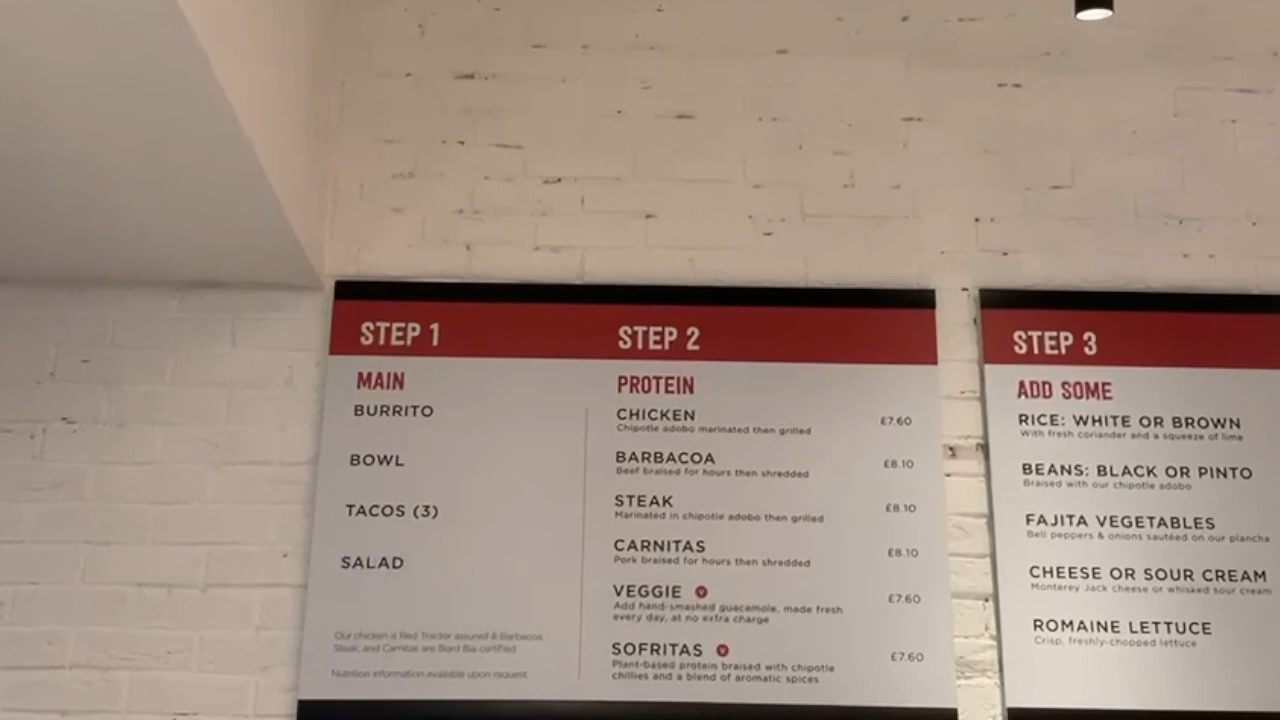 STEP 1
MAIN
BURRITO
BOWL
TACOS (3)
SALAD
Our chicken is Red Tractor assured & Barbacoa,
Steak, and Carnitas are Bord Bia certified.
Nutrition information available upon request.
STEP 2
PROTEIN
CHICKEN £7.60
Chipotle adobo marinated then grilled
BARBACOA £8.10
Beef braised for hours then shredded
STEAK £8.10
Marinated in chipotle adobo then grilled
CARNITAS £8.10
Pork braised for hours then shredded
VEGGIE V £7.60
Add hand-smashed guacamole, made fresh
every day, at no extra charge
SOFRITAS V £7.60
Plant-based protein braised with chipotle
chillies and a blend of aromatic spices
STEP 3
ADD SOME
RICE: WHITE OR BROWN
With fresh coriander and a squeeze of lime
BEANS: BLACK OR PINTO
Braised with our chipotle adobo
FAJITA VEGETABLES
Bell peppers & onions sautéed on our plancha
CHEESE OR SOUR CREAM
Monterey Jack cheese or whisked sour cream
ROMAINE LETTUCE
Crisp, freshly-chopped lettuce